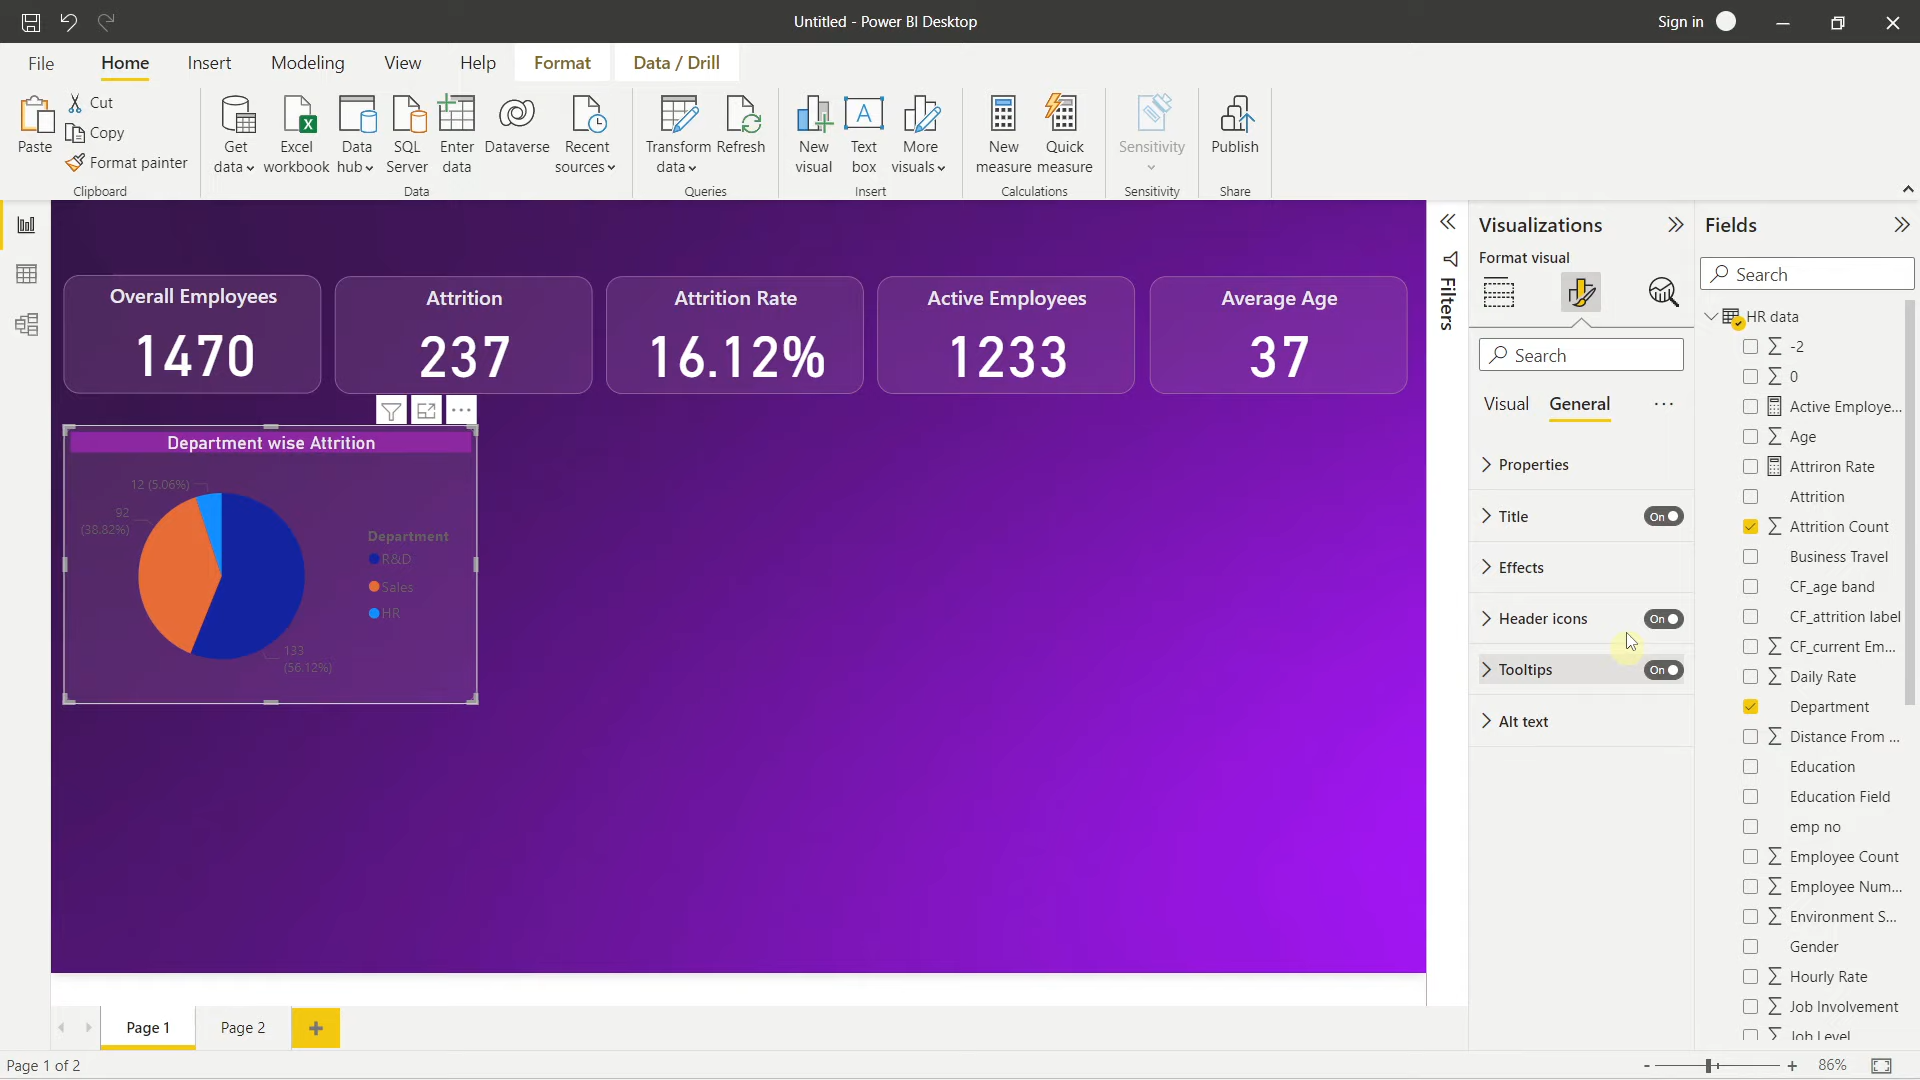 Untitled - Power BI Desktop
Sign in
File Home Insert Modeling View Help Format Data / Drill
Paste
Cut
Copy
Format painter
Clipboard
Get data
Excel workbook
Data hub
SQL Server
Enter data
Dataverse
Recent sources
Data
Transform data
Refresh
Queries
New visual
A
Text box
More visuals
Insert
New measure
Quick measure
Calculations
Sensitivity
Sensitivity
Publish
Share
Overall Employees
1470
Attrition
237
Attrition Rate
16.12%
Active Employees
1233
Average Age
37
Department wise Attrition
12 (5.06%)
92
(38.82%)
133
(56.12%)
Department
R&D
Sales
HR
Filters
Visualizations
Format visual
Search
Visual General
Properties
Title On
Effects
Header icons On
Tooltips On
Alt text
Fields
Search
HR data
-2
0
Active Employe...
Age
Attriron Rate
Attrition
Attrition Count
Business Travel
CF_age band
CF_attrition label
CF_current Em...
Daily Rate
Department
Distance From ...
Education
Education Field
emp no
Employee Count
Employee Num...
Environment S...
Gender
Hourly Rate
Job Involvement
Job Level
Page 1
Page 2
Page 1 of 2
- + 86%